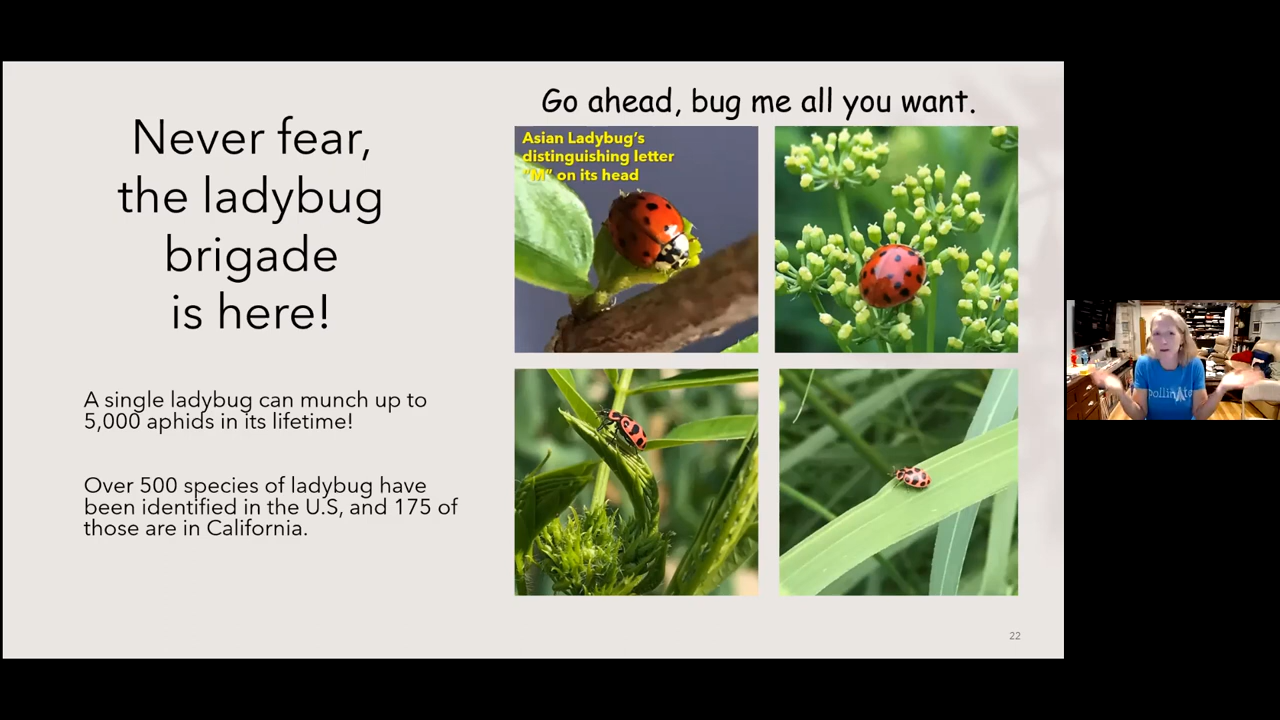 Never fear,
the ladybug
brigade
is here!
A single ladybug can munch up to
5,000 aphids in its lifetime!
Over 500 species of ladybug have
been identified in the U.S, and 175 of
those are in California.
Go ahead, bug me all you want.
Asian Ladybug's
distinguishing letter
"M" on its head
22